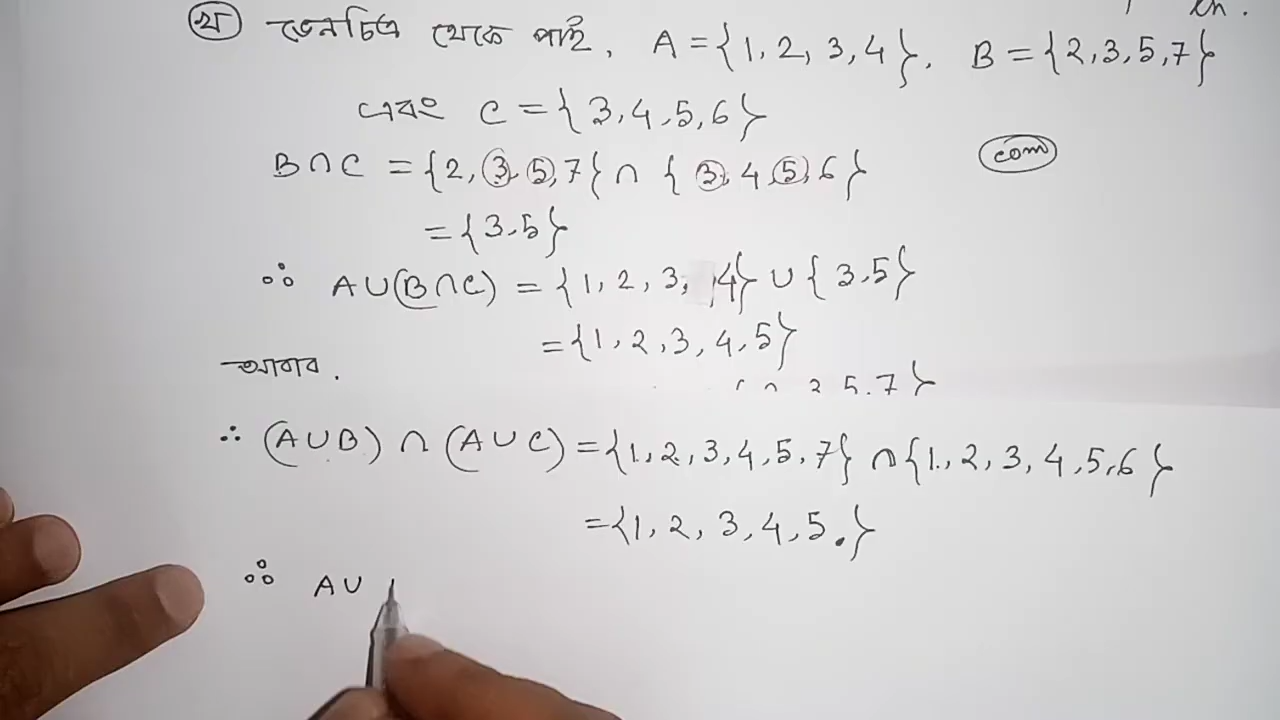 খ ভেনচিত্র থেকে পাই, A = {1, 2, 3, 4}, B = {2, 3, 5, 7}
এবং C = {3, 4, 5, 6}
com
B ∩ C = {2, 3, 5, 7} ∩ {3, 4, 5, 6}
= {3, 5}
∴ A ∪ (B ∩ C) = {1, 2, 3, 4} ∪ {3, 5}
= {1, 2, 3, 4, 5}
আবার,
5, 7}
∴ (A ∪ B) ∩ (A ∪ C) = {1, 2, 3, 4, 5, 7} ∩ {1, 2, 3, 4, 5, 6}
= {1, 2, 3, 4, 5.}
∴ A ∪